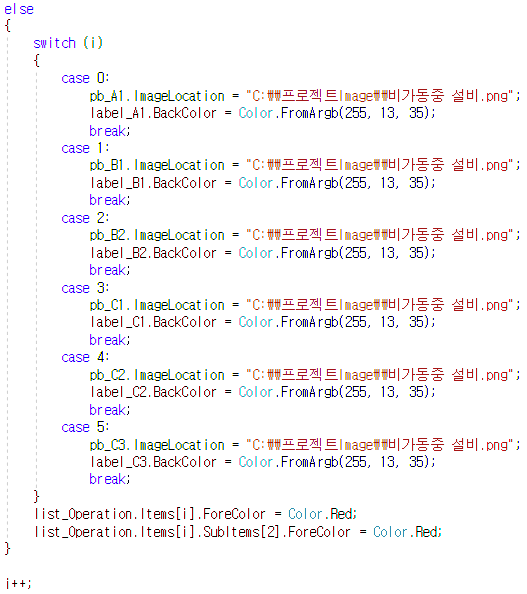 else
{
    switch (i)
    {
        case 0:
            pb_A1.ImageLocation = "C:₩₩프로젝트Image₩₩비가동중 설비.png";
            label_A1.BackColor = Color.FromArgb(255, 13, 35);
            break;
        case 1:
            pb_B1.ImageLocation = "C:₩₩프로젝트Image₩₩비가동중 설비.png";
            label_B1.BackColor = Color.FromArgb(255, 13, 35);
            break;
        case 2:
            pb_B2.ImageLocation = "C:₩₩프로젝트Image₩₩비가동중 설비.png";
            label_B2.BackColor = Color.FromArgb(255, 13, 35);
            break;
        case 3:
            pb_C1.ImageLocation = "C:₩₩프로젝트Image₩₩비가동중 설비.png";
            label_C1.BackColor = Color.FromArgb(255, 13, 35);
            break;
        case 4:
            pb_C2.ImageLocation = "C:₩₩프로젝트Image₩₩비가동중 설비.png";
            label_C2.BackColor = Color.FromArgb(255, 13, 35);
            break;
        case 5:
            pb_C3.ImageLocation = "C:₩₩프로젝트Image₩₩비가동중 설비.png";
            label_C3.BackColor = Color.FromArgb(255, 13, 35);
            break;
    }
    list_Operation.Items[i].ForeColor = Color.Red;
    list_Operation.Items[i].SubItems[2].ForeColor = Color.Red;
}
i++;